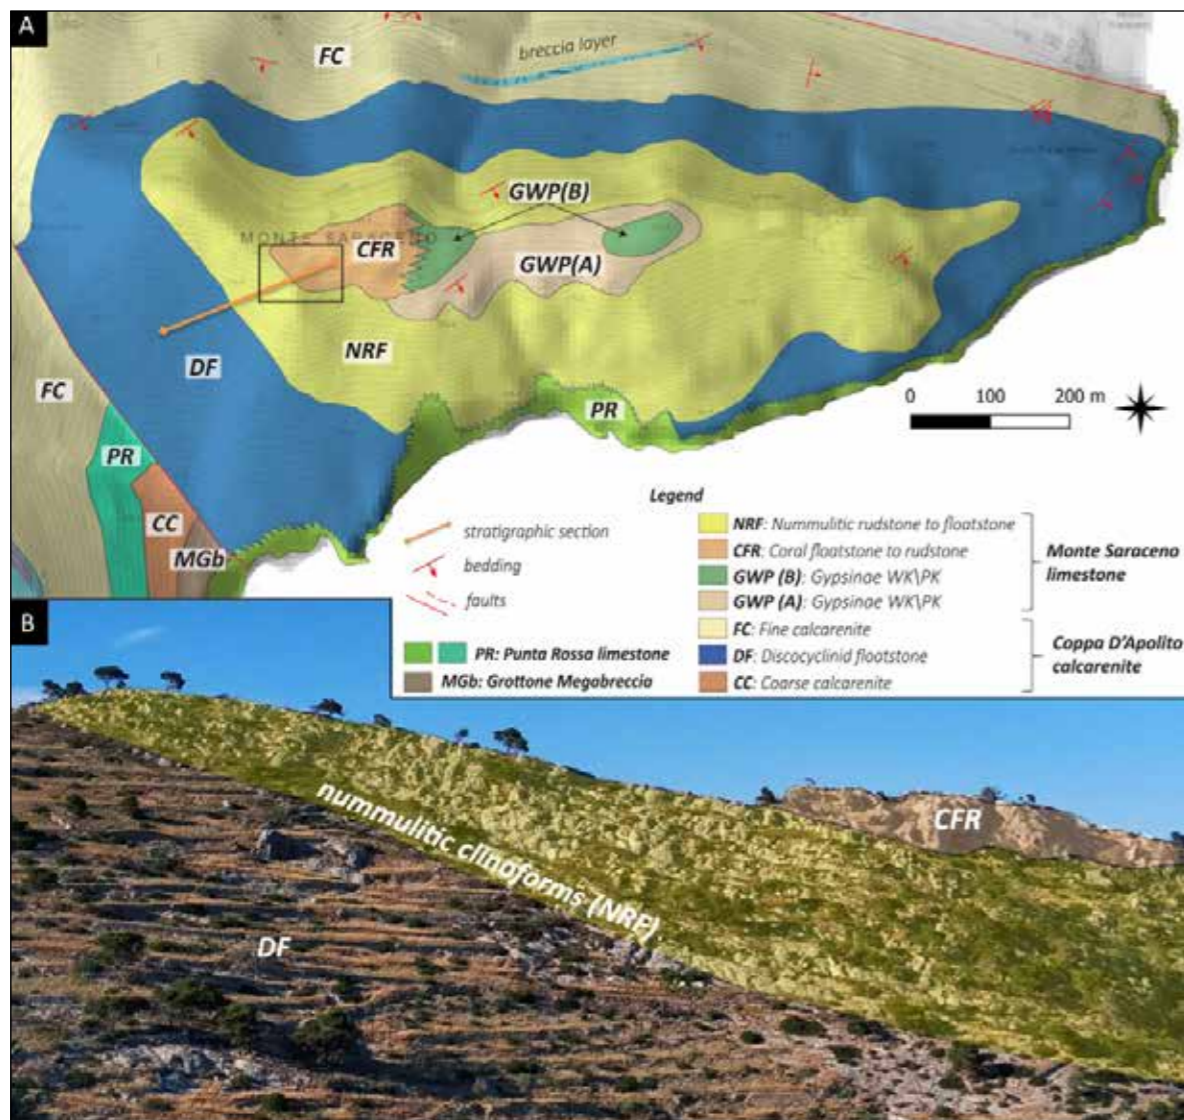 A
FC
breccia layer
GWP(B)
MONTE SARACENO
CFR
GWP(A)
NRF
DF
FC
PR
PR
CC
MGb
0 100 200 m
Legend
stratigraphic section
bedding
faults
NRF: Nummulitic rudstone to floatstone
CFR: Coral floatstone to rudstone
GWP (B): Gypsinae WK\PK
GWP (A): Gypsinae WK\PK
Monte Saraceno
limestone
FC: Fine calcarenite
DF: Discocyclinid floatstone
CC: Coarse calcarenite
Coppa D'Apolito
calcarenite
PR: Punta Rossa limestone
MGb: Grottone Megabreccia
B
CFR
nummulitic clinoforms (NRF)
DF